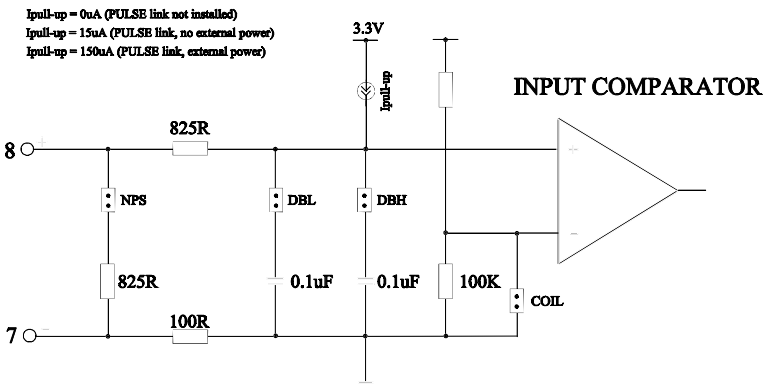 Ipull-up = 0uA (PULSE link not installed)
Ipull-up = 15uA (PULSE link, no external power)
Ipull-up = 150uA (PULSE link, external power)
3.3V
Ipull-up
INPUT COMPARATOR
825R
8 +
+
NPS
DBL
DBH
-
825R
0.1uF
0.1uF
100K
COIL
100R
7 -